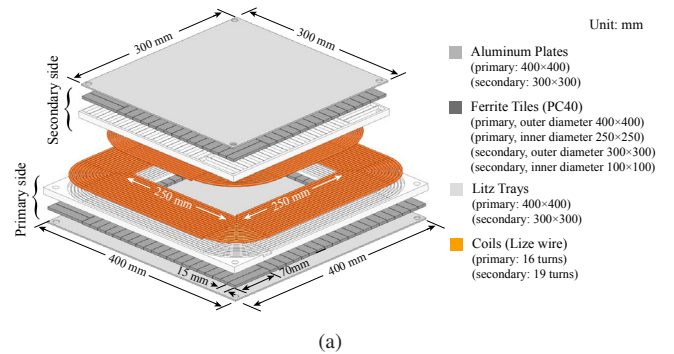 Unit: mm
300 mm
300 mm
Secondary side
Primary side
250 mm
250 mm
15 mm
70mm
400 mm
400 mm
Aluminum Plates
(primary: 400×400)
(secondary: 300×300)
Ferrite Tiles (PC40)
(primary, outer diameter 400×400)
(primary, inner diameter 250×250)
(secondary, outer diameter 300×300)
(secondary, inner diameter 100×100)
Litz Trays
(primary: 400×400)
(secondary: 300×300)
Coils (Lize wire)
(primary: 16 turns)
(secondary: 19 turns)
(a)